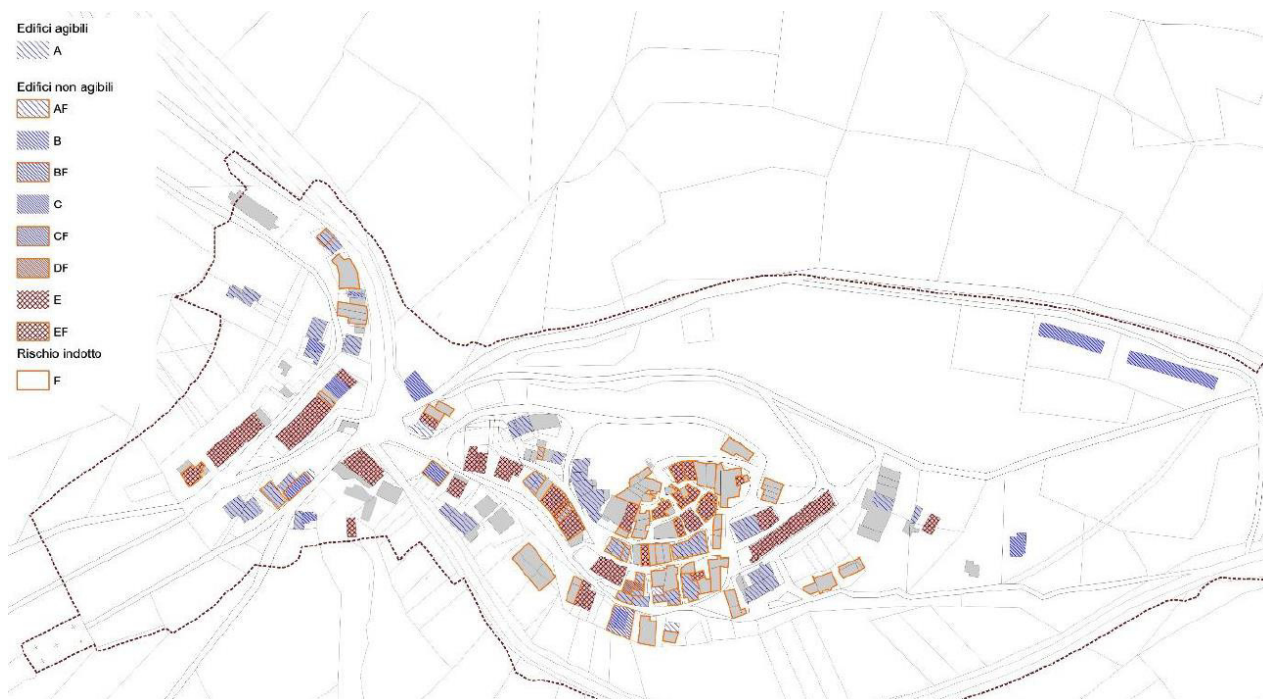 Edifici agibili
A
Edifici non agibili
AF
B
BF
C
CF
DF
E
EF
Rischio indotto
F